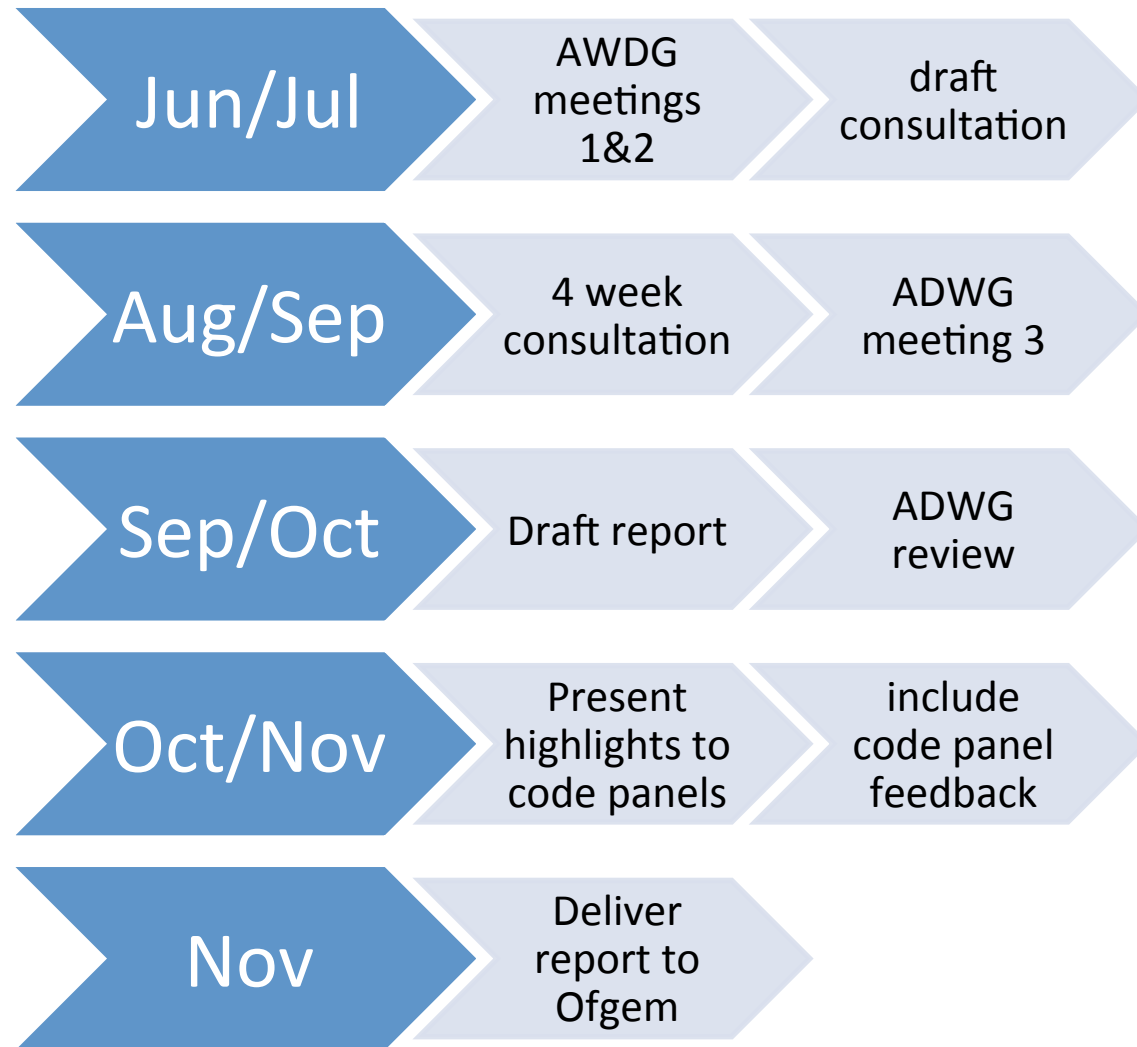 Jun/Jul
AWDG
meetings
1&2
draft
consultation
Aug/Sep
4 week
consultation
ADWG
meeting 3
Sep/Oct
Draft report
ADWG
review
Oct/Nov
Present
highlights to
code panels
include
code panel
feedback
Nov
Deliver
report to
Ofgem